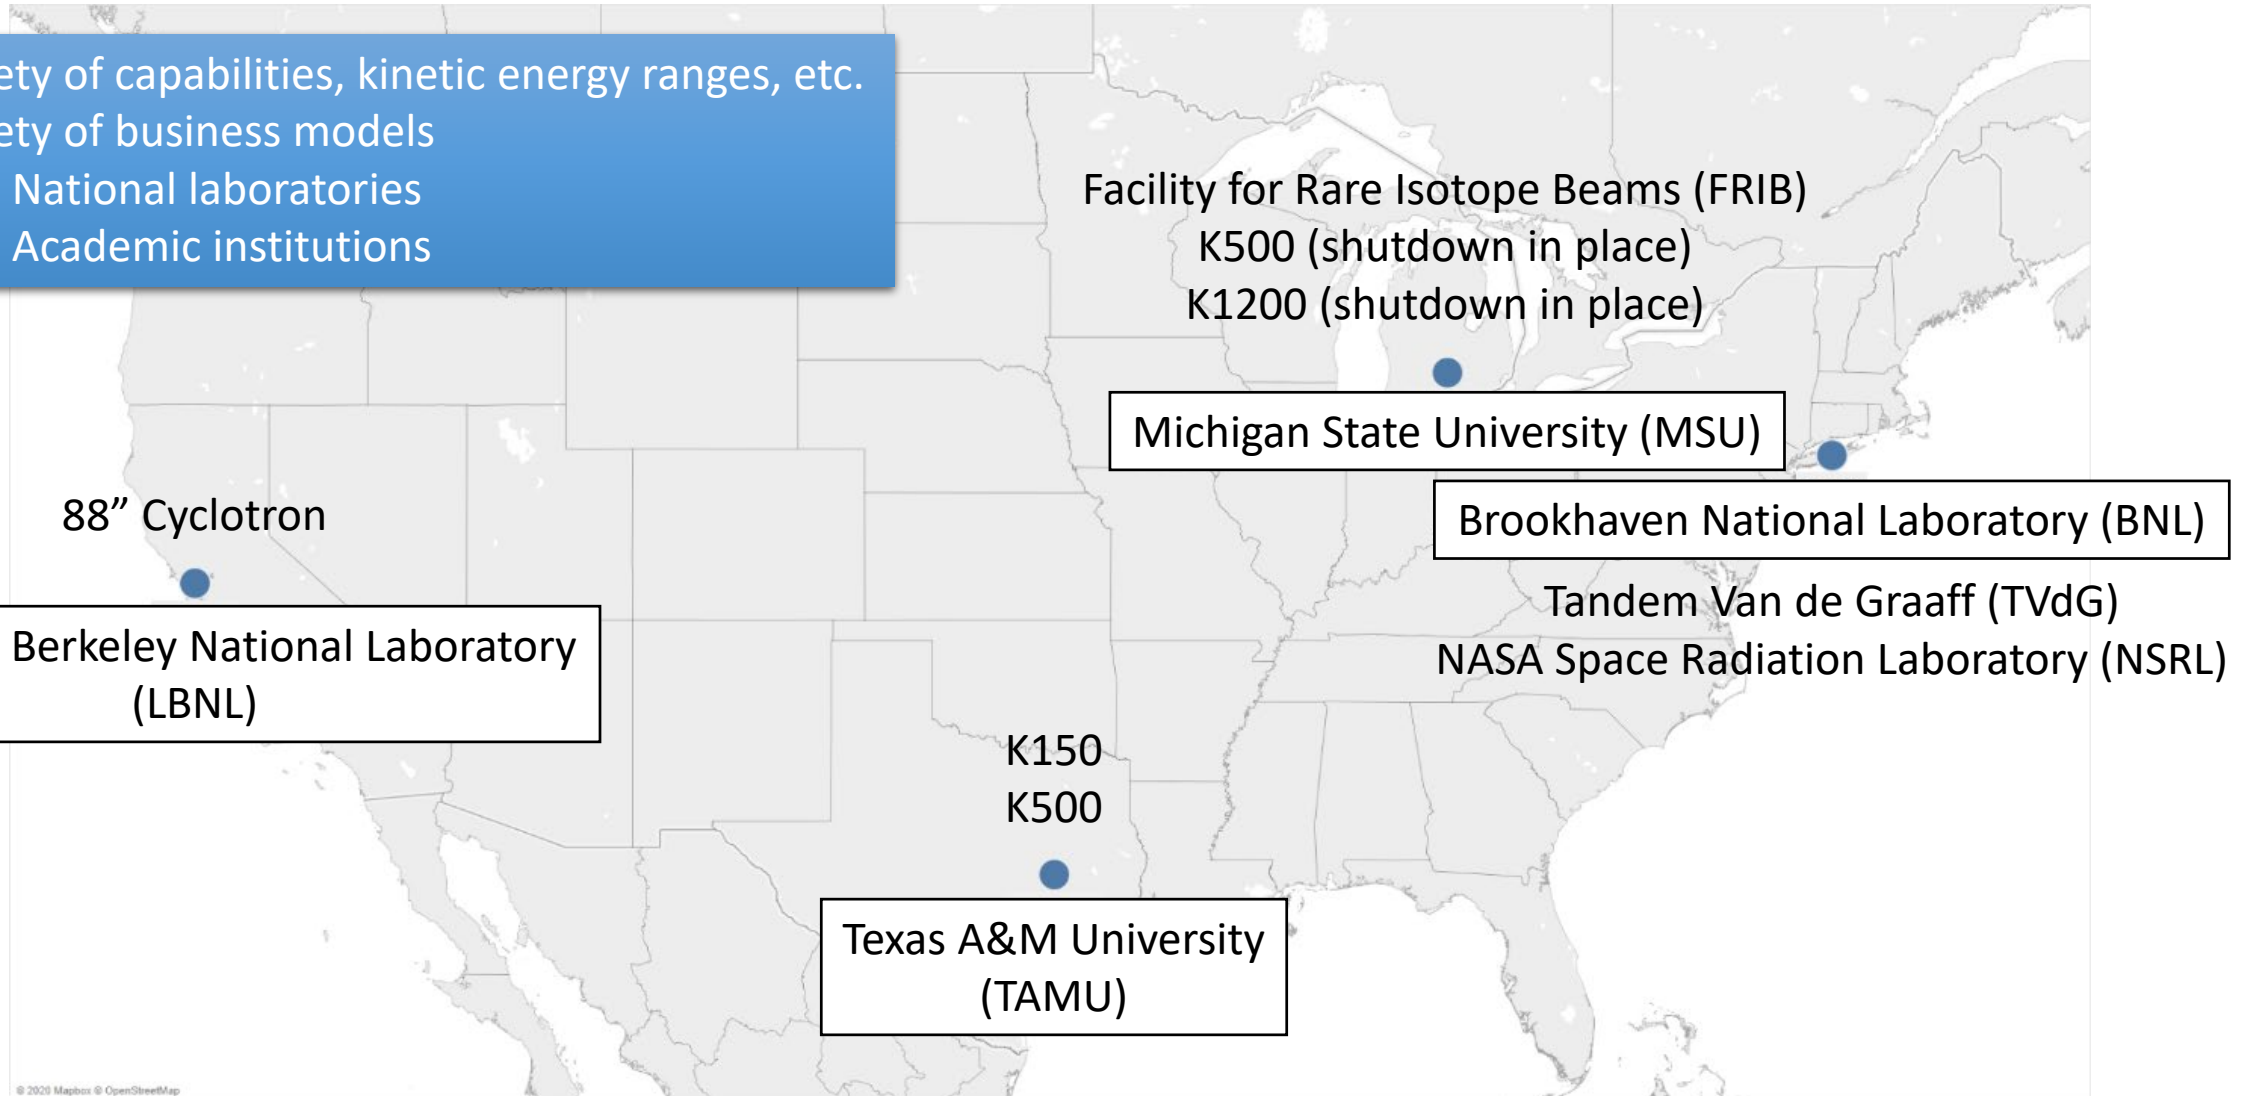 ety of capabilities, kinetic energy ranges, etc.
ety of business models
National laboratories
Academic institutions
Facility for Rare Isotope Beams (FRIB)
K500 (shutdown in place)
K1200 (shutdown in place)
Michigan State University (MSU)
88” Cyclotron
Brookhaven National Laboratory (BNL)
Tandem Van de Graaff (TVdG)
NASA Space Radiation Laboratory (NSRL)
Berkeley National Laboratory
(LBNL)
K150
K500
Texas A&M University
(TAMU)
© 2020 Mapbox © OpenStreetMap